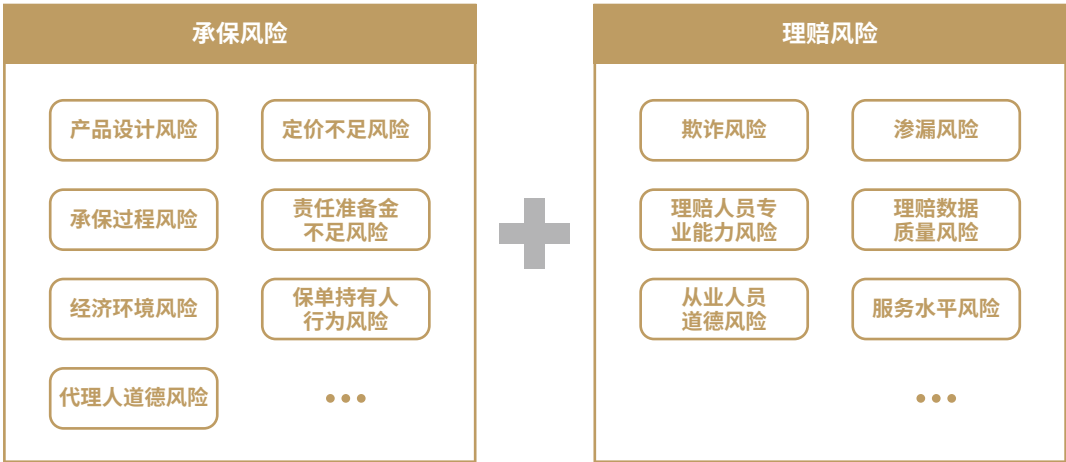 承保风险
产品设计风险
定价不足风险
承保过程风险
责任准备金
不足风险
经济环境风险
保单持有人
行为风险
代理人道德风险
•••
理赔风险
欺诈风险
渗漏风险
理赔人员专
业能力风险
理赔数据
质量风险
从业人员
道德风险
服务水平风险
•••